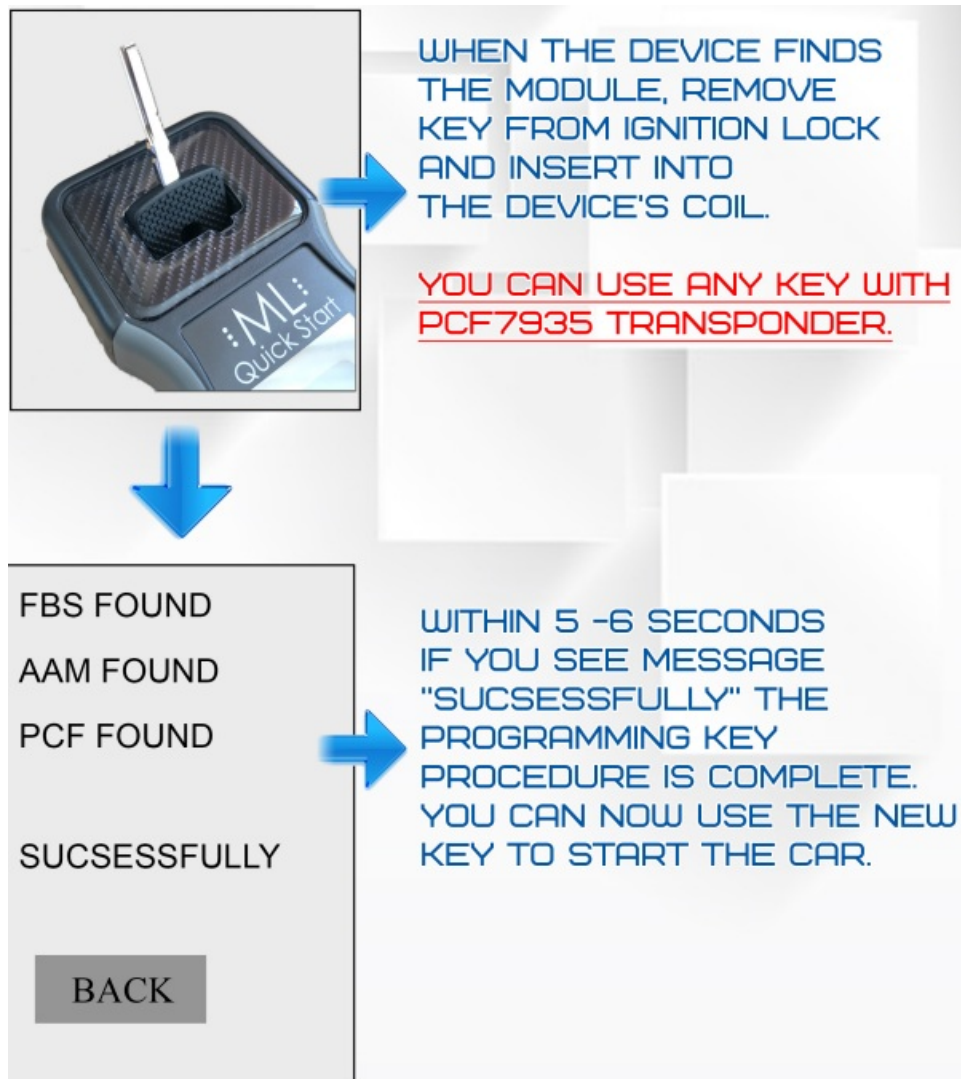 WHEN THE DEVICE FINDS
THE MODULE, REMOVE
KEY FROM IGNITION LOCK
AND INSERT INTO
THE DEVICE'S COIL.
YOU CAN USE ANY KEY WITH
PCF7935 TRANSPONDER.
:ML:
Quick Start
FBS FOUND
AAM FOUND
PCF FOUND
SUCSESSFULLY
BACK
WITHIN 5 -6 SECONDS
IF YOU SEE MESSAGE
"SUCSESSFULLY" THE
PROGRAMMING KEY
PROCEDURE IS COMPLETE.
YOU CAN NOW USE THE NEW
KEY TO START THE CAR.